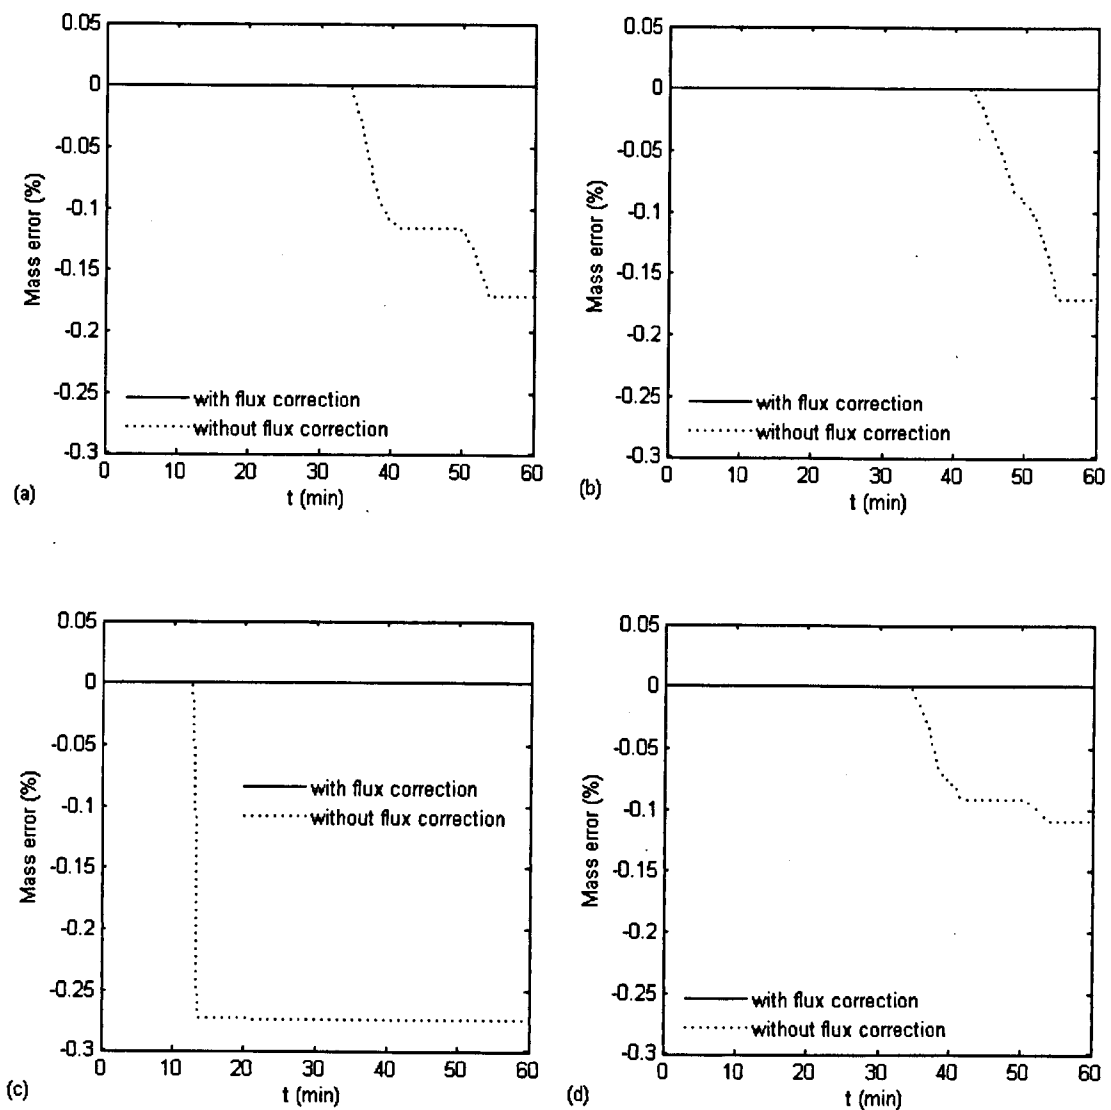 0.05
0
-0.05
-0.1
-0.15
-0.2
-0.25
-0.3
Mass error (%)
with flux correction
without flux correction
0 10 20 30 40 50 60
t (min)
(a)
0.05
0
-0.05
-0.1
-0.15
-0.2
-0.25
-0.3
Mass error (%)
with flux correction
without flux correction
0 10 20 30 40 50 60
t (min)
(b)
0.05
0
-0.05
-0.1
-0.15
-0.2
-0.25
-0.3
Mass error (%)
with flux correction
without flux correction
0 10 20 30 40 50 60
t (min)
(c)
0.05
0
-0.05
-0.1
-0.15
-0.2
-0.25
-0.3
Mass error (%)
with flux correction
without flux correction
0 10 20 30 40 50 60
t (min)
(d)